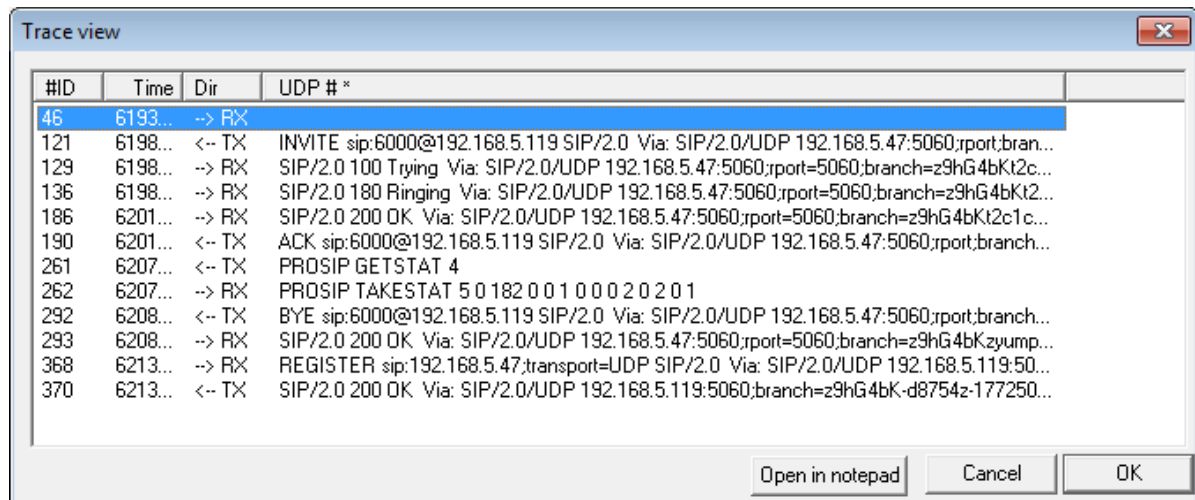 Trace view
#ID Time Dir UDP # *
46 6193... --> RX
121 6198... <-- TX INVITE sip:6000@192.168.5.119 SIP/2.0 Via: SIP/2.0/UDP 192.168.5.47:5060;rport;bran...
129 6198... --> RX SIP/2.0 100 Trying Via: SIP/2.0/UDP 192.168.5.47:5060;rport=5060;branch=z9hG4bKt2c...
136 6198... --> RX SIP/2.0 180 Ringing Via: SIP/2.0/UDP 192.168.5.47:5060;rport=5060;branch=z9hG4bKt2...
186 6201... --> RX SIP/2.0 200 OK Via: SIP/2.0/UDP 192.168.5.47:5060;rport=5060;branch=z9hG4bKt2c1c...
190 6201... <-- TX ACK sip:6000@192.168.5.119 SIP/2.0 Via: SIP/2.0/UDP 192.168.5.47:5060;rport;branch...
261 6207... <-- TX PROSIP GETSTAT 4
262 6207... --> RX PROSIP TAKESTAT 5 0 182 0 0 1 0 0 0 2 0 2 0 1
292 6208... <-- TX BYE sip:6000@192.168.5.119 SIP/2.0 Via: SIP/2.0/UDP 192.168.5.47:5060;rport;branch...
293 6208... --> RX SIP/2.0 200 OK Via: SIP/2.0/UDP 192.168.5.47:5060;rport=5060;branch=z9hG4bKzyump...
368 6213... --> RX REGISTER sip:192.168.5.47;transport=UDP SIP/2.0 Via: SIP/2.0/UDP 192.168.5.119:50...
370 6213... <-- TX SIP/2.0 200 OK Via: SIP/2.0/UDP 192.168.5.119:5060;branch=z9hG4bK-d8754z-177250...
Open in notepad Cancel OK